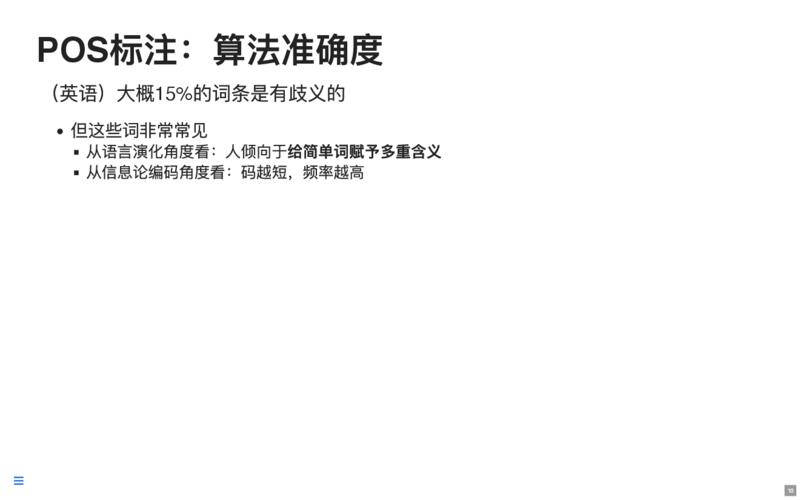 POS标注：算法准确度
（英语）大概15%的词条是有歧义的
但这些词非常常见
从语言演化角度看：人倾向于给简单词赋予多重含义
从信息论编码角度看：码越短，频率越高